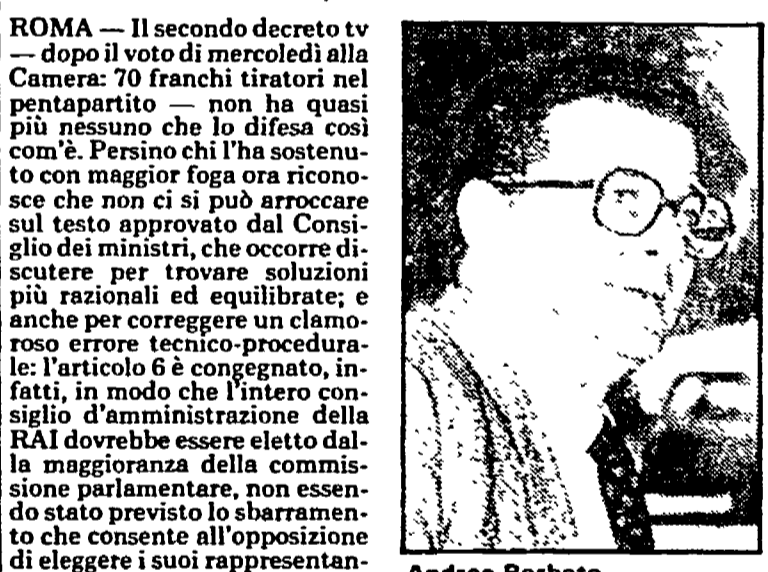 ROMA — Il secondo decreto tv
— dopo il voto di mercoledì alla
Camera: 70 franchi tiratori nel
pentapartito — non ha quasi
più nessuno che lo difesa così
com'è. Persino chi l'ha sostenu-
to con maggior foga ora ricono-
sce che non ci si può arroccare
sul testo approvato dal Consi-
glio dei ministri, che occorre di-
scutere per trovare soluzioni
più razionali ed equilibrate; e
anche per correggere un clamo-
roso errore tecnico-procedura-
le: l'articolo 6 è congegnato, in-
fatti, in modo che l'intero con-
siglio d'amministrazione della
RAI dovrebbe essere eletto dal-
la maggioranza della commis-
sione parlamentare, non essen-
do stato previsto lo sbarramen-
to che consente all'opposizione
di eleggere i suoi rappresentan-
Andrea Barbato